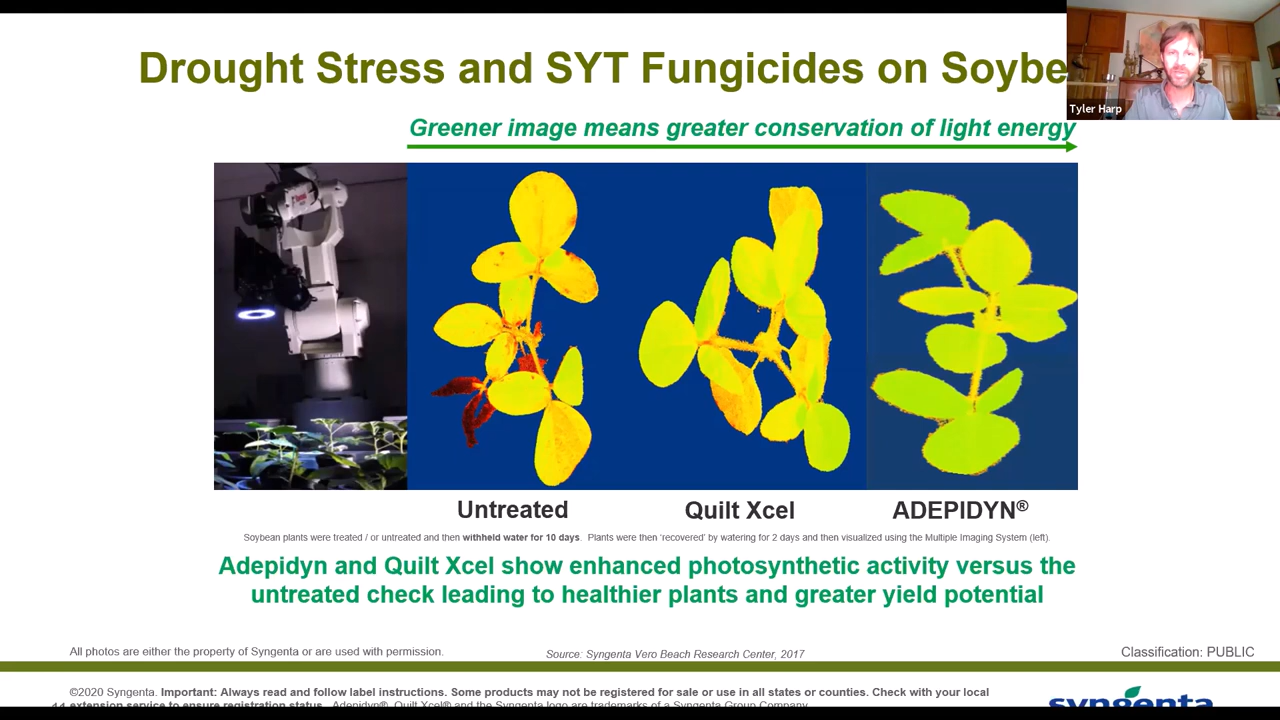 Drought Stress and SYT Fungicides on Soybe
Tyler Harp
Greener image means greater conservation of light energy
Untreated
Quilt Xcel
ADEPIDYN®
Soybean plants were treated / or untreated and then withheld water for 10 days. Plants were then ‘recovered’ by watering for 2 days and then visualized using the Multiple Imaging System (left).
Adepidyn and Quilt Xcel show enhanced photosynthetic activity versus the
untreated check leading to healthier plants and greater yield potential
All photos are either the property of Syngenta or are used with permission.
Source: Syngenta Vero Beach Research Center, 2017
Classification: PUBLIC
©2020 Syngenta. Important: Always read and follow label instructions. Some products may not be registered for sale or use in all states or counties. Check with your local
extension service to ensure registration status. Adepidyn®, Quilt Xcel® and the Syngenta logo are trademarks of a Syngenta Group Company
syngenta